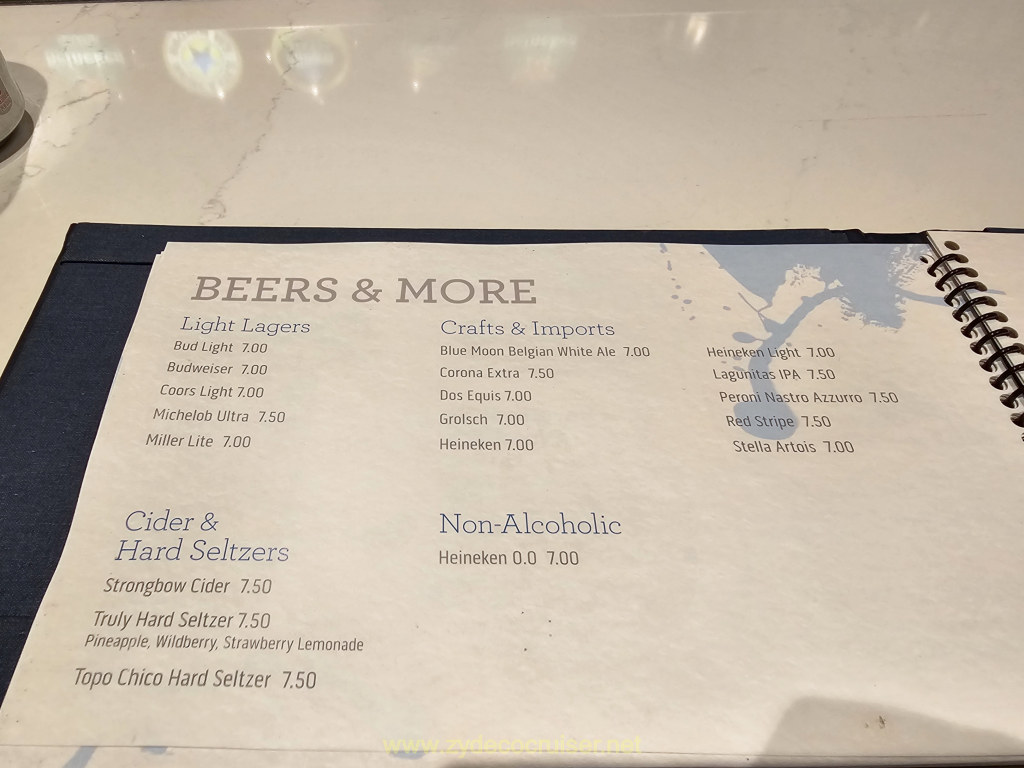 BEERS & MORE
Light Lagers
Bud Light 7.00
Budweiser 7.00
Coors Light 7.00
Michelob Ultra 7.50
Miller Lite 7.00
Crafts & Imports
Blue Moon Belgian White Ale 7.00
Corona Extra 7.50
Dos Equis 7.00
Grolsch 7.00
Heineken 7.00
Heineken Light 7.00
Lagunitas IPA 7.50
Peroni Nastro Azzurro 7.50
Red Stripe 7.50
Stella Artois 7.00
Cider &
Hard Seltzers
Strongbow Cider 7.50
Truly Hard Seltzer 7.50
Pineapple, Wildberry, Strawberry Lemonade
Topo Chico Hard Seltzer 7.50
Non-Alcoholic
Heineken 0.0 7.00
www.zydecocruiser.net